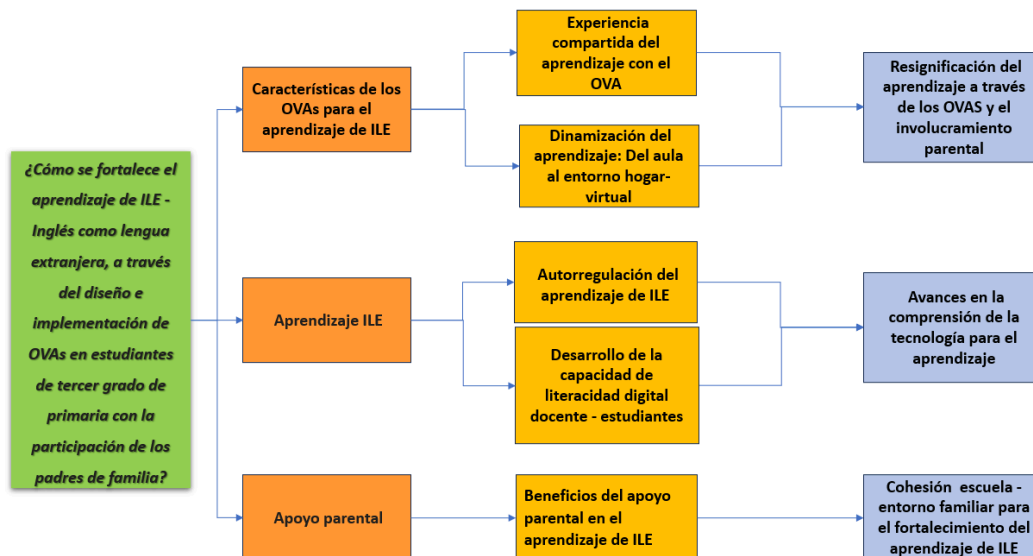 ¿Cómo se fortalece el
aprendizaje de ILE -
Inglés como lengua
extranjera, a través
del diseño e
implementación de
OVAs en estudiantes
de tercer grado de
primaria con la
participación de los
padres de familia?
Características de los
OVAs para el
aprendizaje de ILE
Experiencia
compartida del
aprendizaje con el
OVA
Dinamización del
aprendizaje: Del aula
al entorno hogar-
virtual
Resignificación del
aprendizaje a través
de los OVAS y el
involucramiento
parental
Aprendizaje ILE
Autorregulación del
aprendizaje de ILE
Desarrollo de la
capacidad de
literacidad digital
docente - estudiantes
Avances en la
comprensión de la
tecnología para el
aprendizaje
Apoyo parental
Beneficios del apoyo
parental en el
aprendizaje de ILE
Cohesión escuela -
entorno familiar para
el fortalecimiento del
aprendizaje de ILE